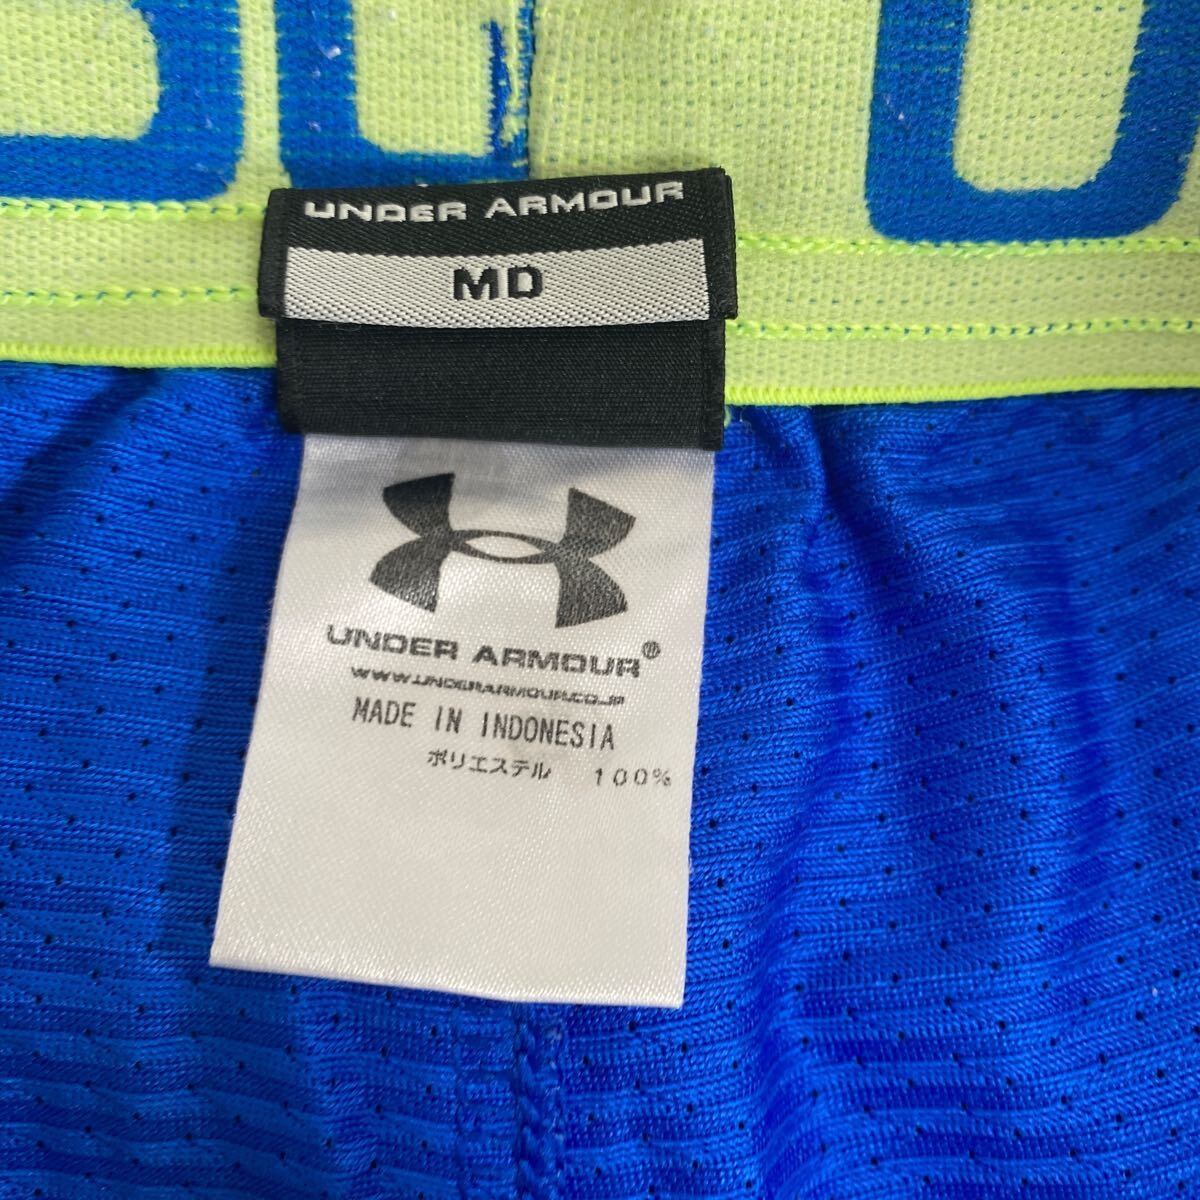 UNDER ARMOUR
MD
UNDER ARMOUR®
WWW.UNDERARMOUR.CO.JP
MADE IN INDONESIA
ポリエステル 100%